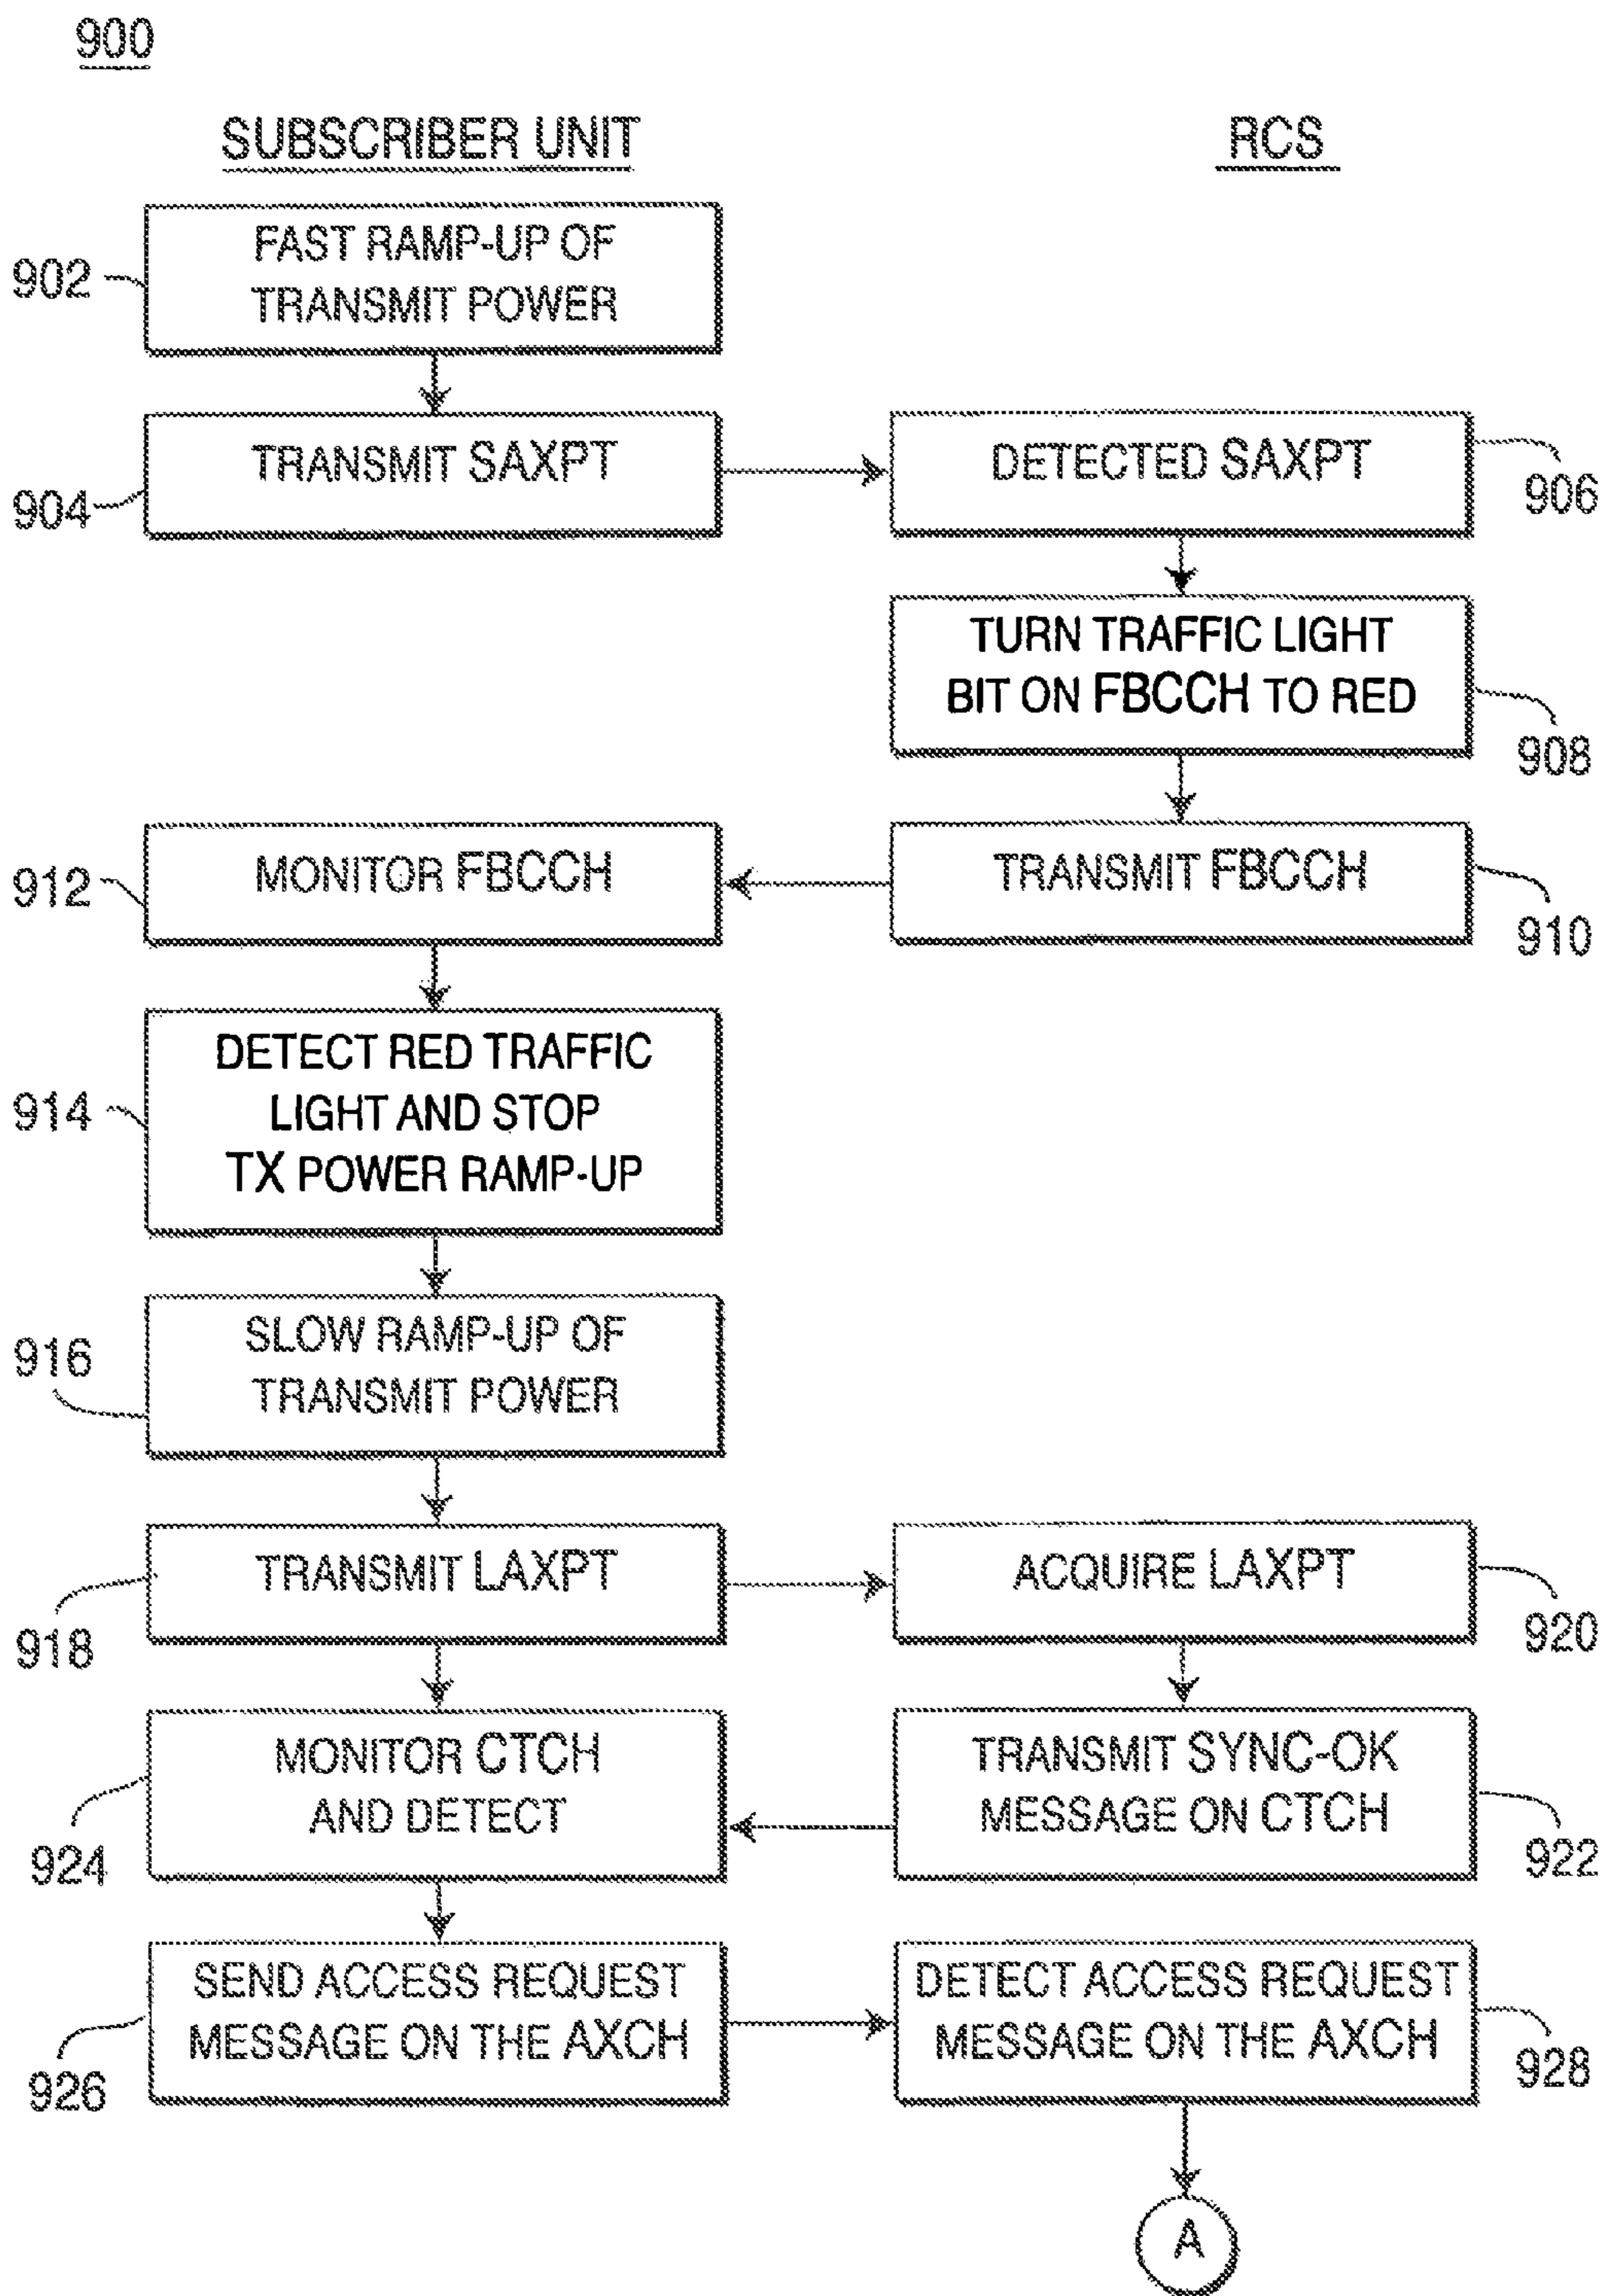 900
SUBSCRIBER UNIT
RCS
902
FAST RAMP-UP OF
TRANSMIT POWER
904
TRANSMIT SAXPT
DETECTED SAXPT
906
TURN TRAFFIC LIGHT
BIT ON FBCCH TO RED
908
912
MONITOR FBCCH
TRANSMIT FBCCH
910
914
DETECT RED TRAFFIC
LIGHT AND STOP
TX POWER RAMP-UP
916
SLOW RAMP-UP OF
TRANSMIT POWER
918
TRANSMIT LAXPT
ACQUIRE LAXPT
920
924
MONITOR CTCH
AND DETECT
TRANSMIT SYNC-OK
MESSAGE ON CTCH
922
926
SEND ACCESS REQUEST
MESSAGE ON THE AXCH
DETECT ACCESS REQUEST
MESSAGE ON THE AXCH
928
A